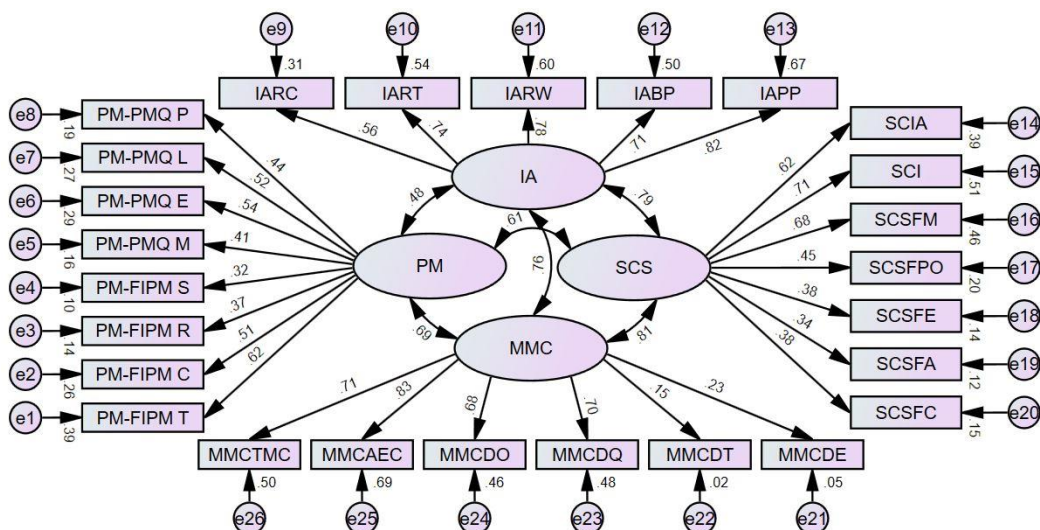 e9 e10 e11 e12 e13
.31 .54 .60 .50 .67
IARC IART IARW IABP IAPP
.56 .74 .78 .71 .82
e8 .19 PM-PMQ P
e7 .27 PM-PMQ L
e6 .29 PM-PMQ E
e5 .16 PM-PMQ M
e4 .10 PM-FIPM S
e3 .14 PM-FIPM R
e2 .26 PM-FIPM C
e1 .39 PM-FIPM T
.44
.52
.54
.41
.32
.37
.51
.62
IA
.48 .61 .79
PM SCS
.76
.69 .81
MMC
SCIA .39 e14
SCI .51 e15
SCSFM .46 e16
SCSFPO .20 e17
SCSFE .14 e18
SCSFA .12 e19
SCSFC .15 e20
.62
.71
.68
.45
.38
.34
.38
.71 .83 .68 .70 .15 .23
MMCTMC MMCAEC MMCDO MMCDQ MMCDT MMCDE
.50 .69 .46 .48 .02 .05
e26 e25 e24 e23 e22 e21